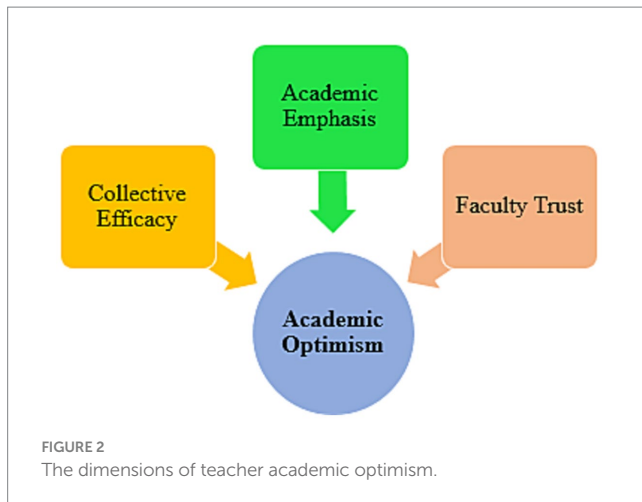 Academic
Emphasis
Collective
Efficacy
Faculty Trust
Academic
Optimism
FIGURE 2
The dimensions of teacher academic optimism.